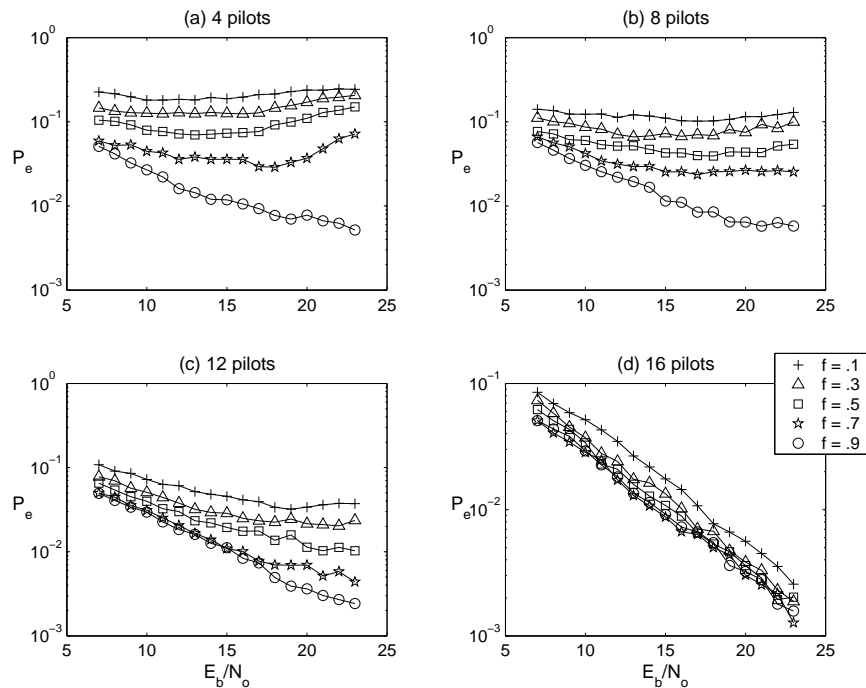 (a) 4 pilots
10^0
10^-1
10^-2
10^-3
P_e
5 10 15 20 25
(b) 8 pilots
10^0
10^-1
10^-2
10^-3
P_e
5 10 15 20 25
(c) 12 pilots
10^0
10^-1
10^-2
10^-3
P_e
5 10 15 20 25
E_b/N_o
(d) 16 pilots
10^-1
10^-2
10^-3
P_e
5 10 15 20 25
E_b/N_o
f = .1
f = .3
f = .5
f = .7
f = .9